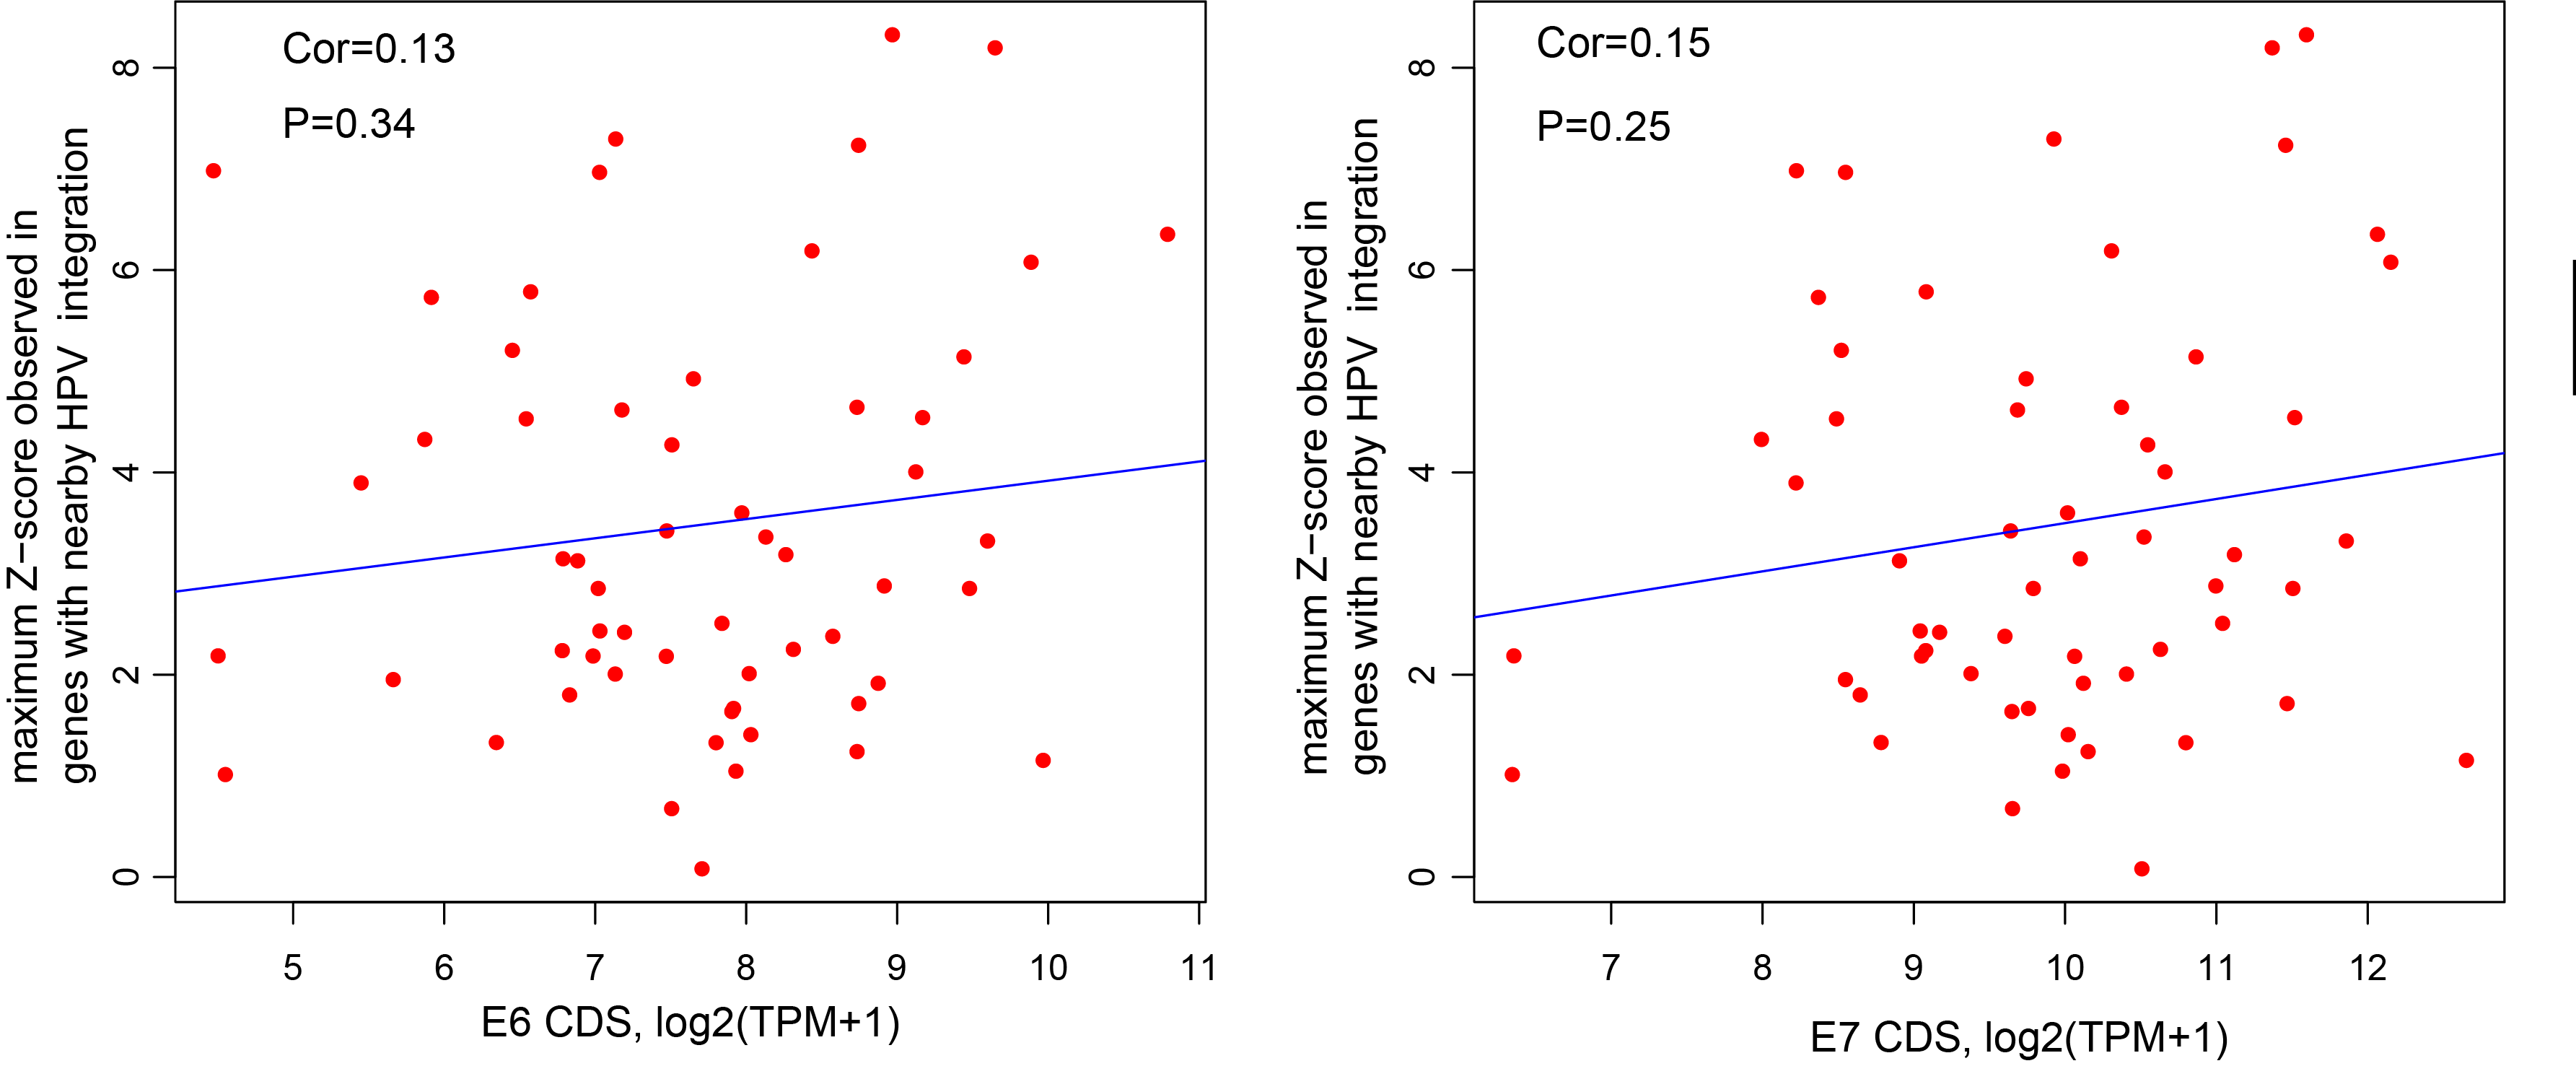 Cor=0.13
P=0.34
maximum Z−score observed in
genes with nearby HPV integration
0
2
4
6
8
5 6 7 8 9 10 11
E6 CDS, log2(TPM+1)
Cor=0.15
P=0.25
maximum Z−score observed in
genes with nearby HPV integration
0
2
4
6
8
7 8 9 10 11 12
E7 CDS, log2(TPM+1)